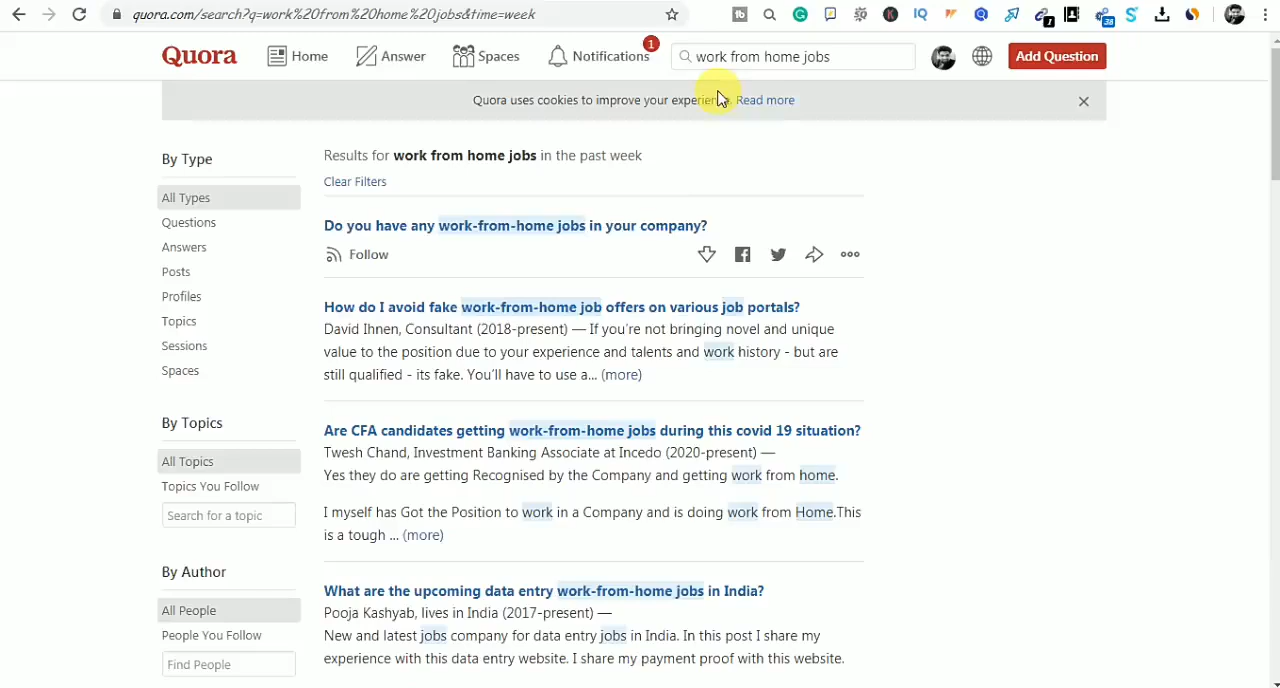 quora.com/search?q=work%20from%20home%20jobs&time=week
Quora
Home
Answer
Spaces
Notifications
1
work from home jobs
Add Question
Quora uses cookies to improve your experience. Read more
By Type
All Types
Questions
Answers
Posts
Profiles
Topics
Sessions
Spaces
By Topics
All Topics
Topics You Follow
Search for a topic
By Author
All People
People You Follow
Find People
Results for work from home jobs in the past week
Clear Filters
Do you have any work-from-home jobs in your company?
Follow
How do I avoid fake work-from-home job offers on various job portals?
David Ihnen, Consultant (2018-present) — If you're not bringing novel and unique
value to the position due to your experience and talents and work history - but are
still qualified - its fake. You'll have to use a... (more)
Are CFA candidates getting work-from-home jobs during this covid 19 situation?
Twesh Chand, Investment Banking Associate at Incedo (2020-present) —
Yes they do are getting Recognised by the Company and getting work from home.
I myself has Got the Position to work in a Company and is doing work from Home.This
is a tough ... (more)
What are the upcoming data entry work-from-home jobs in India?
Pooja Kashyab, lives in India (2017-present) —
New and latest jobs company for data entry jobs in India. In this post I share my
experience with this data entry website. I share my payment proof with this website.